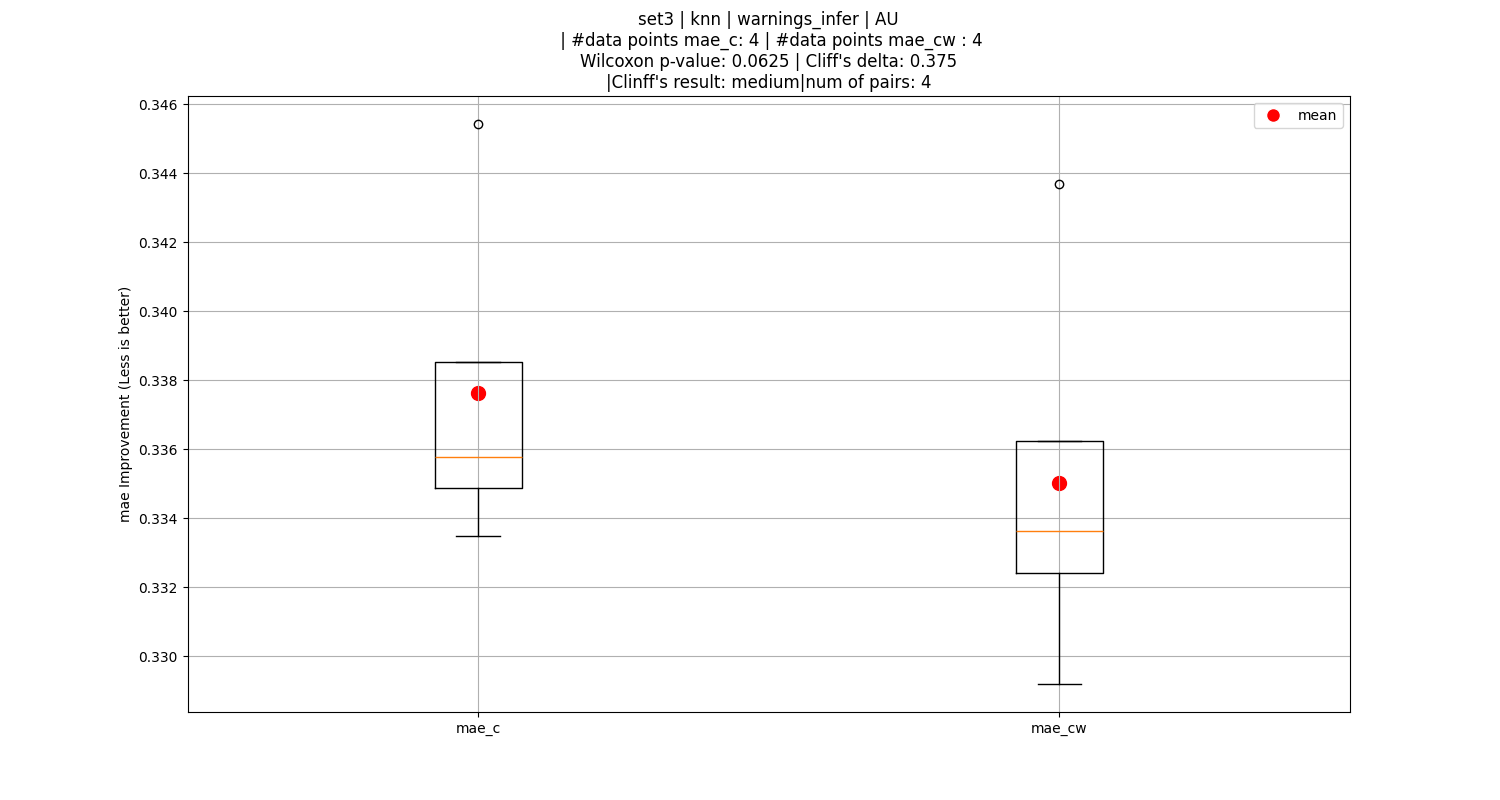 set3 | knn | warnings_infer | AU
| #data points mae_c: 4 | #data points mae_cw : 4
Wilcoxon p-value: 0.0625 | Cliff's delta: 0.375
|Clinff's result: medium|num of pairs: 4
mean
mae Improvement (Less is better)
0.346
0.344
0.342
0.340
0.338
0.336
0.334
0.332
0.330
mae_c
mae_cw